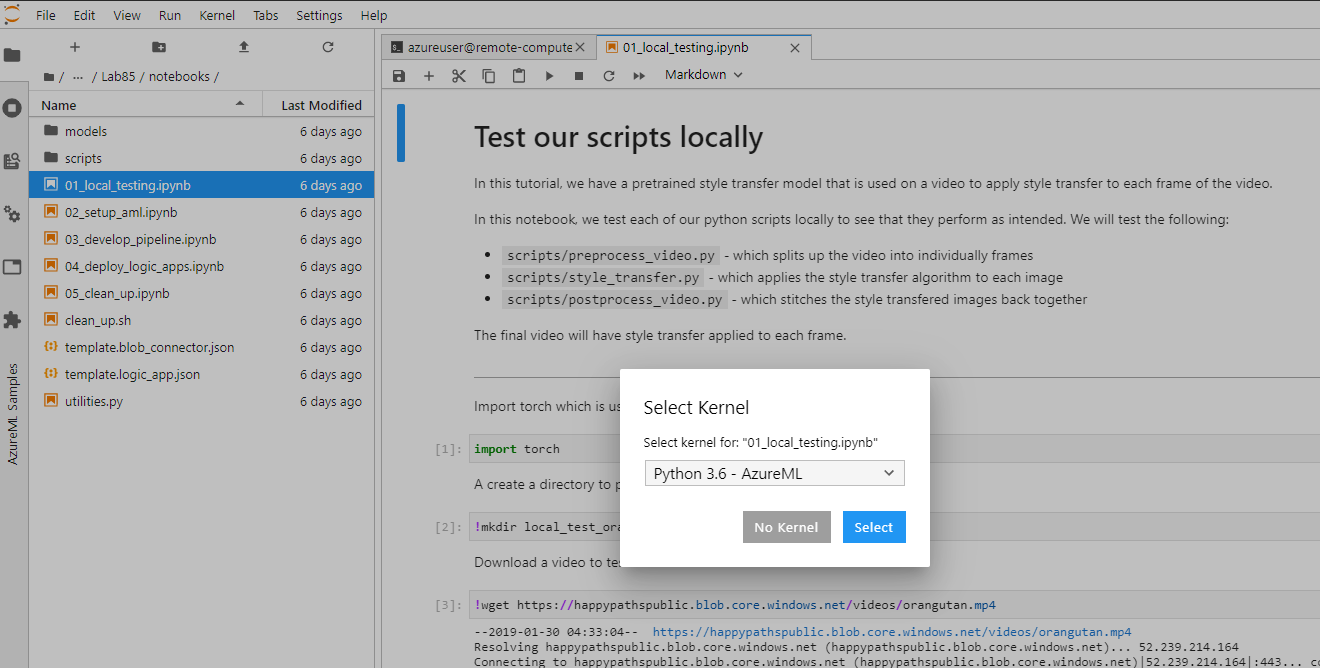 File Edit View Run Kernel Tabs Settings Help
/ ... / Lab85 / notebooks /
Name Last Modified
models 6 days ago
scripts 6 days ago
01_local_testing.ipynb 6 days ago
02_setup_aml.ipynb 6 days ago
03_develop_pipeline.ipynb 6 days ago
04_deploy_logic_apps.ipynb 6 days ago
05_clean_up.ipynb 6 days ago
clean_up.sh 6 days ago
template.blob_connector.json 6 days ago
template.logic_app.json 6 days ago
utilities.py 6 days ago
AzureML Samples
azureuser@remote-compute
01_local_testing.ipynb
Markdown
Test our scripts locally
In this tutorial, we have a pretrained style transfer model that is used on a video to apply style transfer to each frame of the video.
In this notebook, we test each of our python scripts locally to see that they perform as intended. We will test the following:
scripts/preprocess_video.py - which splits up the video into individually frames
scripts/style_transfer.py - which applies the style transfer algorithm to each image
scripts/postprocess_video.py - which stitches the style transfered images back together
The final video will have style transfer applied to each frame.
Import torch which is us
[1]: import torch
A create a directory to p
[2]: !mkdir local_test_ora
Download a video to te
[3]: !wget https://happypathspublic.blob.core.windows.net/videos/orangutan.mp4
--2019-01-30 04:33:04-- https://happypathspublic.blob.core.windows.net/videos/orangutan.mp4
Resolving happypathspublic.blob.core.windows.net (happypathspublic.blob.core.windows.net)... 52.239.214.164
Connecting to happypathspublic.blob.core.windows.net (happypathspublic.blob.core.windows.net)|52.239.214.164|:443... co
Select Kernel
Select kernel for: "01_local_testing.ipynb"
Python 3.6 - AzureML
No Kernel Select